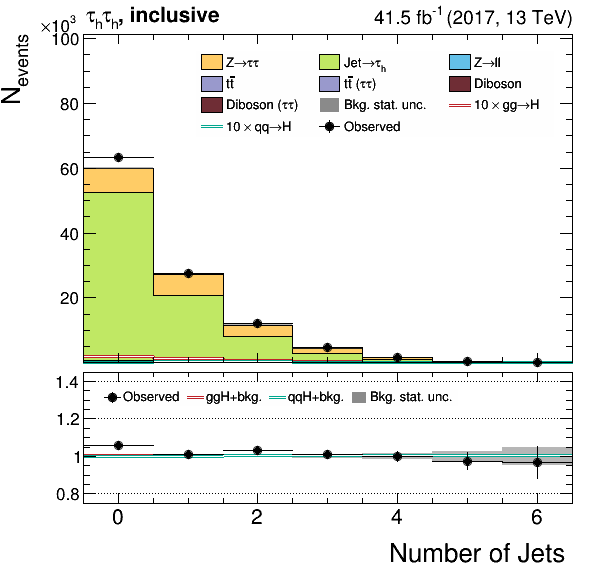 ×10³ τₕτₕ, inclusive 41.5 fb⁻¹ (2017, 13 TeV)
N_events
100
80
60
40
20
Z→ττ Jet→τₕ Z→ll
tt̄ tt̄ (ττ) Diboson
Diboson (ττ) Bkg. stat. unc. 10 × gg→H
10 × qq→H Observed
1.4
1.2
1
0.8
Observed ggH+bkg. qqH+bkg. Bkg. stat. unc.
0 2 4 6
Number of Jets